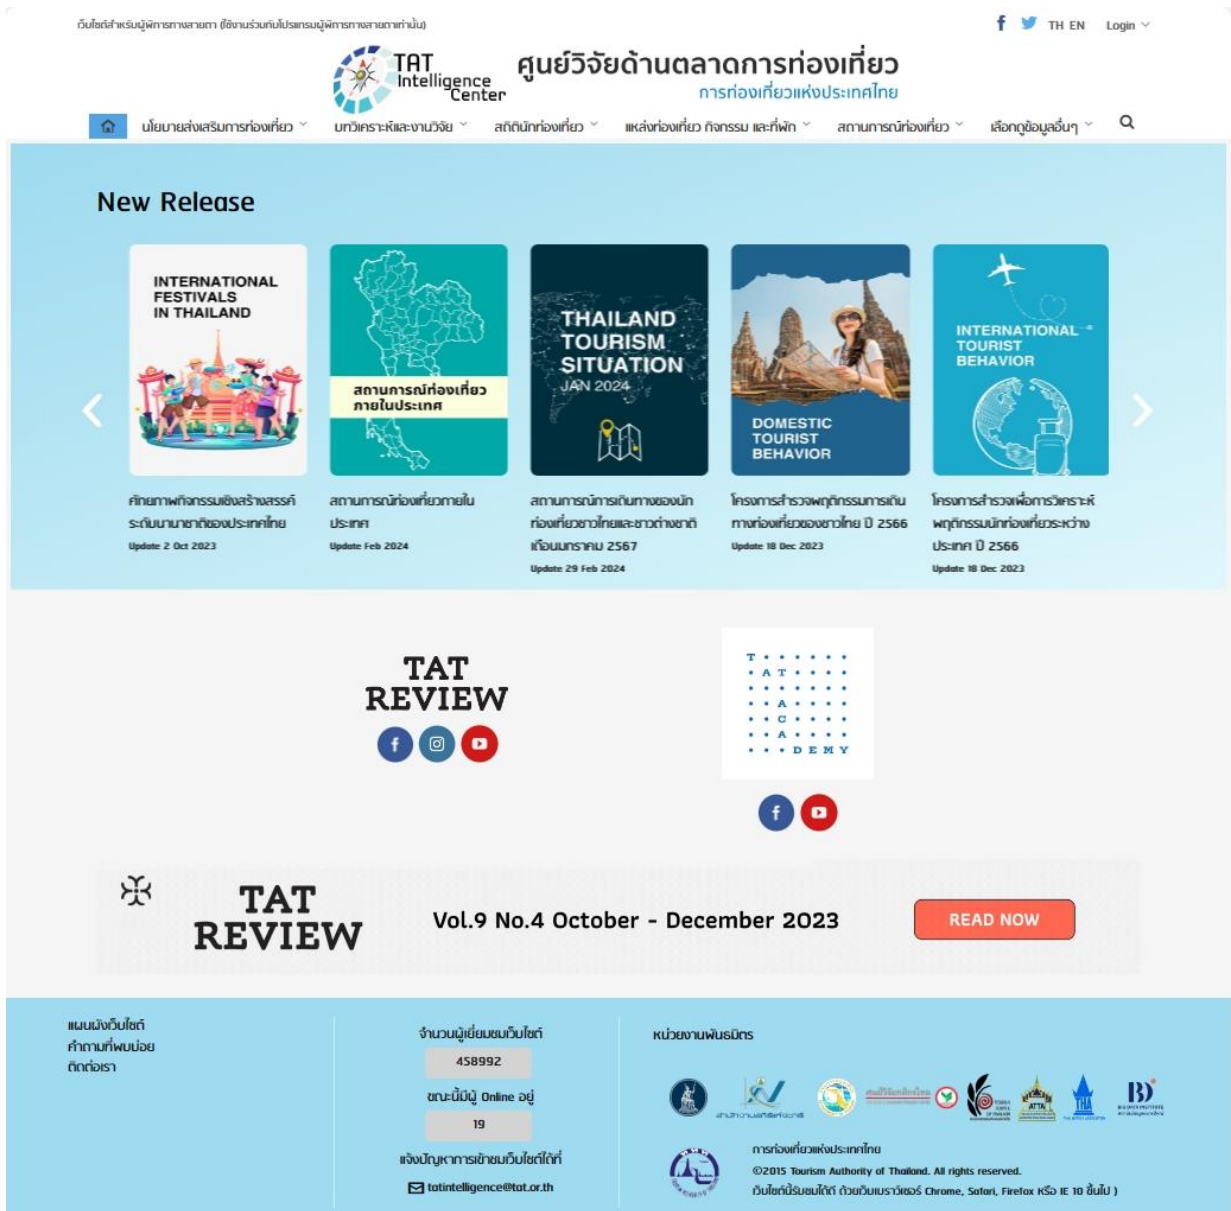 เว็บไซต์สำหรับผู้พิการทางสายตา (ใช้งานร่วมกับโปรแกรมผู้พิการทางสายตาเท่านั้น)
TH EN Login
TAT
Intelligence
Center
ศูนย์วิจัยด้านตลาดการท่องเที่ยว
การท่องเที่ยวแห่งประเทศไทย
นโยบายส่งเสริมการท่องเที่ยว บทวิเคราะห์และงานวิจัย สถิตินักท่องเที่ยว แหล่งท่องเที่ยว กิจกรรม และที่พัก สถานการณ์ท่องเที่ยว เลือกดูข้อมูลอื่นๆ
New Release
INTERNATIONAL
FESTIVALS
IN THAILAND
สถานการณ์ท่องเที่ยว
ภายในประเทศ
THAILAND
TOURISM
SITUATION
JAN 2024
DOMESTIC
TOURIST
BEHAVIOR
INTERNATIONAL
TOURIST
BEHAVIOR
ศักยภาพกิจกรรมเชิงสร้างสรรค์
ระดับนานาชาติของประเทศไทย
Update 2 Oct 2023
สถานการณ์ท่องเที่ยวภายใน
ประเทศ
Update Feb 2024
สถานการณ์การเดินทางของนัก
ท่องเที่ยวชาวไทยและชาวต่างชาติ
เดือนมกราคม 2567
Update 29 Feb 2024
โครงการสำรวจพฤติกรรมการเดิน
ทางท่องเที่ยวของชาวไทย ปี 2566
Update 18 Dec 2023
โครงการสำรวจเพื่อการวิเคราะห์
พฤติกรรมนักท่องเที่ยวระหว่าง
ประเทศ ปี 2566
Update 18 Dec 2023
TAT
REVIEW
T
A T
A
C
A
D E M Y
TAT
REVIEW
Vol.9 No.4 October - December 2023
READ NOW
แผนผังเว็บไซต์
คำถามที่พบบ่อย
ติดต่อเรา
จำนวนผู้เยี่ยมชมเว็บไซต์
458992
ขณะนี้มีผู้ Online อยู่
19
แจ้งปัญหาการเข้าชมเว็บไซต์ได้ที่
tatintelligence@tat.or.th
หน่วยงานพันธมิตร
สำนักงานสถิติแห่งชาติ
ศูนย์วิจัยกสิกรไทย
ATTA
THA
BD
การท่องเที่ยวแห่งประเทศไทย
©2015 Tourism Authority of Thailand. All rights reserved.
เว็บไซต์นี้รับชมได้ดี ด้วยเว็บเบราว์เซอร์ Chrome, Safari, Firefox หรือ IE 10 ขึ้นไป )